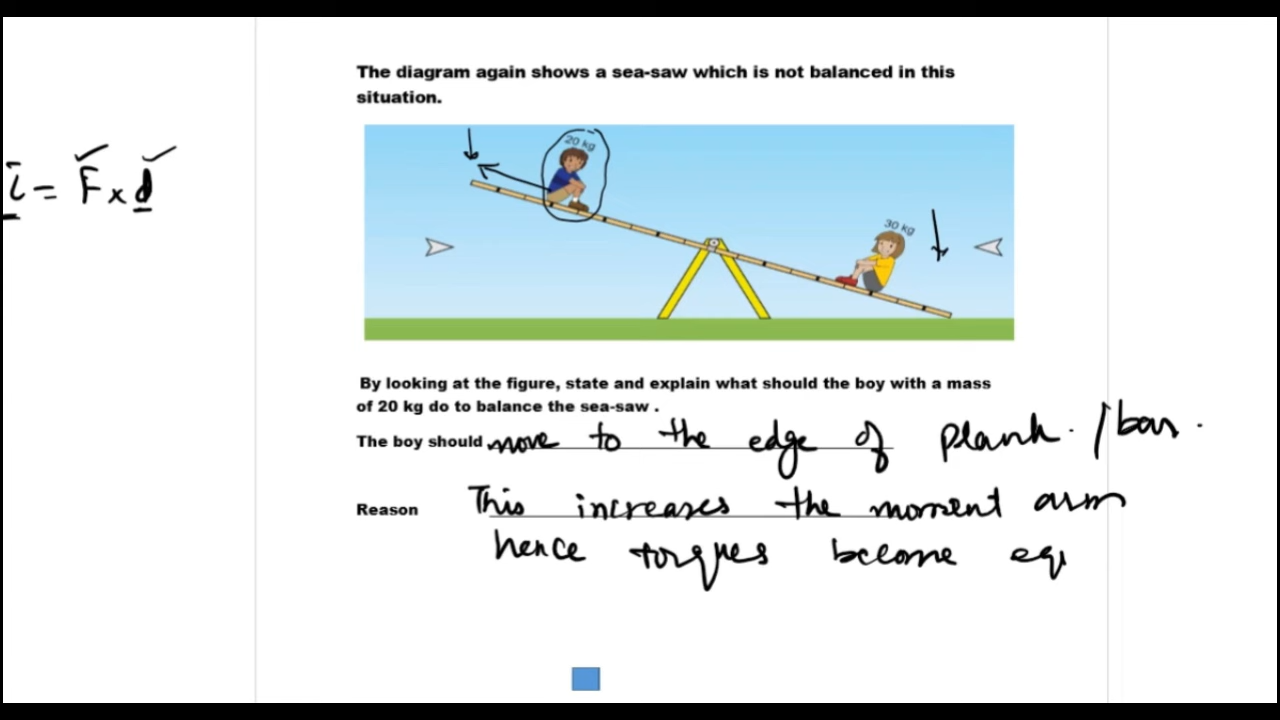 The diagram again shows a sea-saw which is not balanced in this
situation.
20 kg
30 kg
τ = F x d
By looking at the figure, state and explain what should the boy with a mass
of 20 kg do to balance the sea-saw .
The boy should move to the edge of plank. / bar.
Reason This increases the moment arm
hence torques become equ